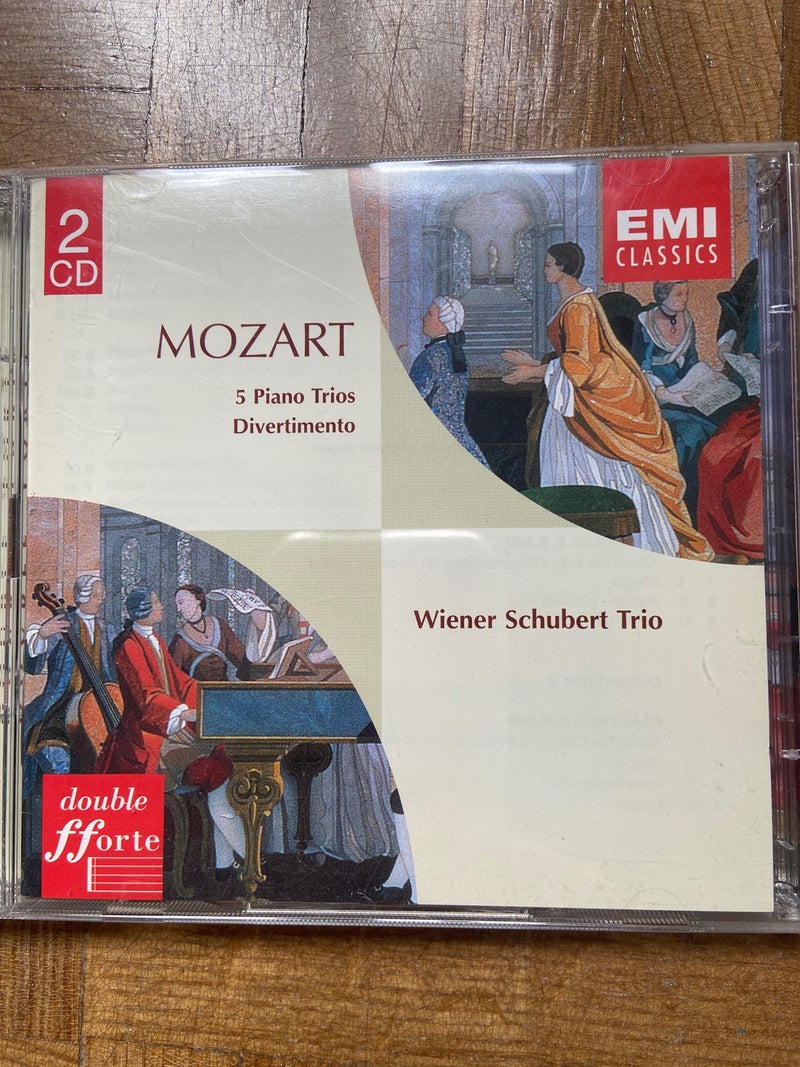 2
CD
EMI
CLASSICS
MOZART
5 Piano Trios
Divertimento
Wiener Schubert Trio
double
fforte